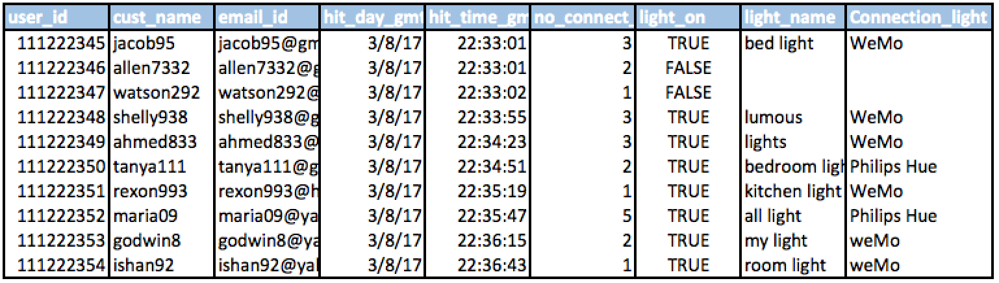 user_id cust_name email_id hit_day_gmt hit_time_gm no_connect_ light_on light_name Connection_light
111222345 jacob95 jacob95@gm 3/8/17 22:33:01 3 TRUE bed light WeMo
111222346 allen7332 allen7332@g 3/8/17 22:33:01 2 FALSE
111222347 watson292 watson292@ 3/8/17 22:33:02 1 FALSE
111222348 shelly938 shelly938@g 3/8/17 22:33:55 3 TRUE lumous WeMo
111222349 ahmed833 ahmed833@ 3/8/17 22:34:23 3 TRUE lights WeMo
111222350 tanya111 tanya111@g 3/8/17 22:34:51 2 TRUE bedroom ligh Philips Hue
111222351 rexon993 rexon993@h 3/8/17 22:35:19 1 TRUE kitchen light WeMo
111222352 maria09 maria09@ya 3/8/17 22:35:47 5 TRUE all light Philips Hue
111222353 godwin8 godwin8@ya 3/8/17 22:36:15 2 TRUE my light weMo
111222354 ishan92 ishan92@yal 3/8/17 22:36:43 1 TRUE room light weMo